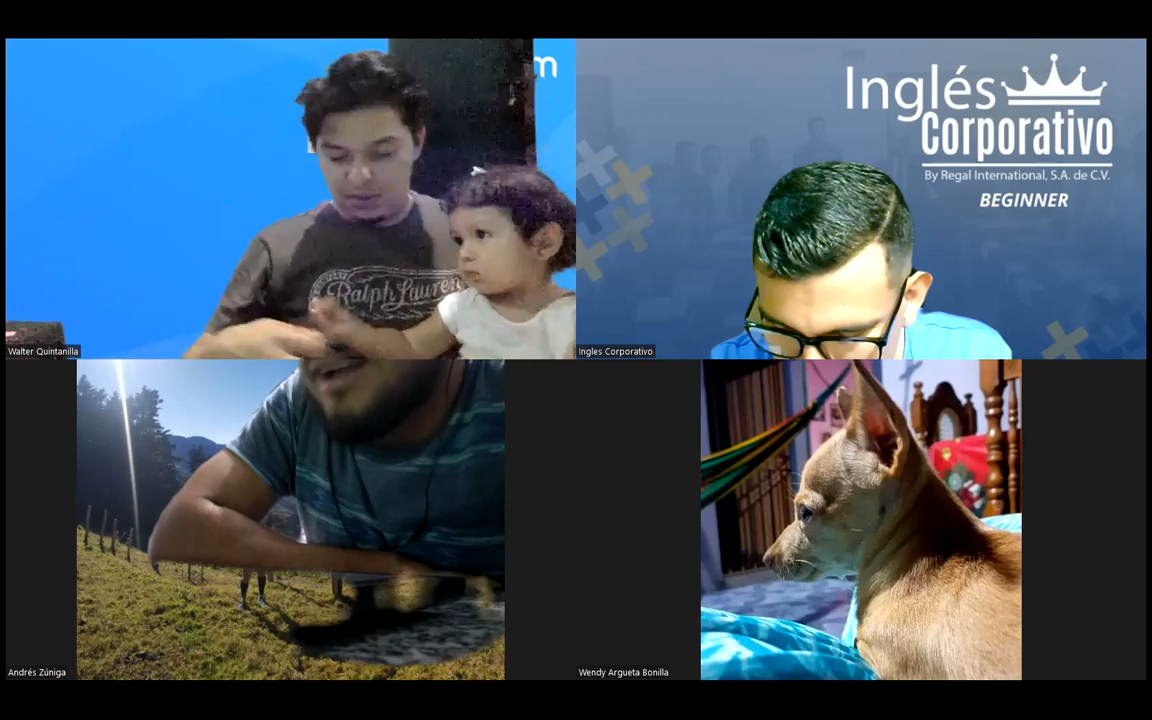 m
Inglés
Corporativo
By Regal International, S.A. de C.V.
BEGINNER
Ralph Lauren
Walter Quintanilla
Ingles Corporativo
Andrés Zúniga
Wendy Argueta Bonilla